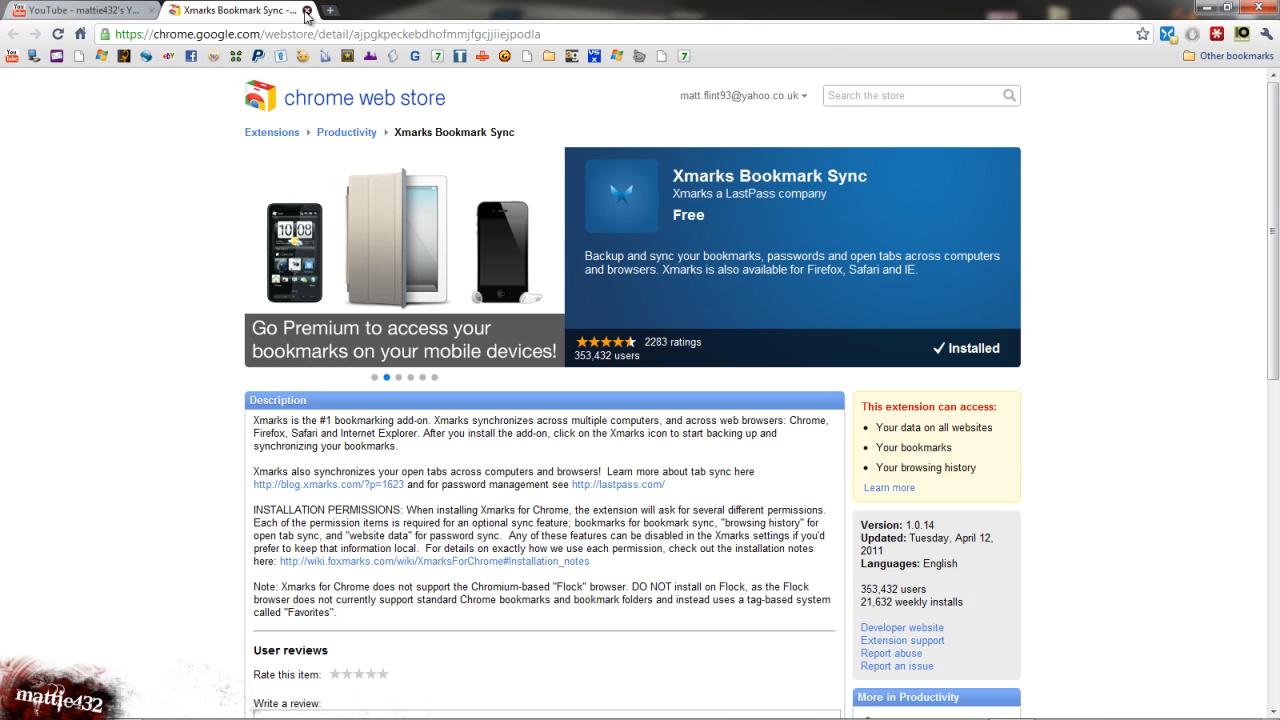 YouTube - mattie432's Y...
Xmarks Bookmark Sync -...
https://chrome.google.com/webstore/detail/ajpgkpeckebdhofmmjfgcjjiiejpodla
Other bookmarks
chrome web store
matt.flint93@yahoo.co.uk
Search the store
Extensions
Productivity
Xmarks Bookmark Sync
10:08
Go Premium to access your
bookmarks on your mobile devices!
Xmarks Bookmark Sync
Xmarks a LastPass company
Free
Backup and sync your bookmarks, passwords and open tabs across computers
and browsers. Xmarks is also available for Firefox, Safari and IE.
2283 ratings
353,432 users
Installed
Description
Xmarks is the #1 bookmarking add-on. Xmarks synchronizes across multiple computers, and across web browsers: Chrome,
Firefox, Safari and Internet Explorer. After you install the add-on, click on the Xmarks icon to start backing up and
synchronizing your bookmarks.
Xmarks also synchronizes your open tabs across computers and browsers!  Learn more about tab sync here
http://blog.xmarks.com/?p=1623 and for password management see http://lastpass.com/
INSTALLATION PERMISSIONS: When installing Xmarks for Chrome, the extension will ask for several different permissions.
Each of the permission items is required for an optional sync feature; bookmarks for bookmark sync, "browsing history" for
open tab sync, and "website data" for password sync.  Any of these features can be disabled in the Xmarks settings if you'd
prefer to keep that information local.  For details on exactly how we use each permission, check out the installation notes
here: http://wiki.foxmarks.com/wiki/XmarksForChrome#Installation_notes
Note: Xmarks for Chrome does not support the Chromium-based "Flock" browser. DO NOT install on Flock, as the Flock
browser does not currently support standard Chrome bookmarks and bookmark folders and instead uses a tag-based system
called "Favorites".
User reviews
Rate this item:
Write a review:
This extension can access:
Your data on all websites
Your bookmarks
Your browsing history
Learn more
Version: 1.0.14
Updated: Tuesday, April 12,
2011
Languages: English
353,432 users
21,632 weekly installs
Developer website
Extension support
Report abuse
Report an issue
More in Productivity
mattie432